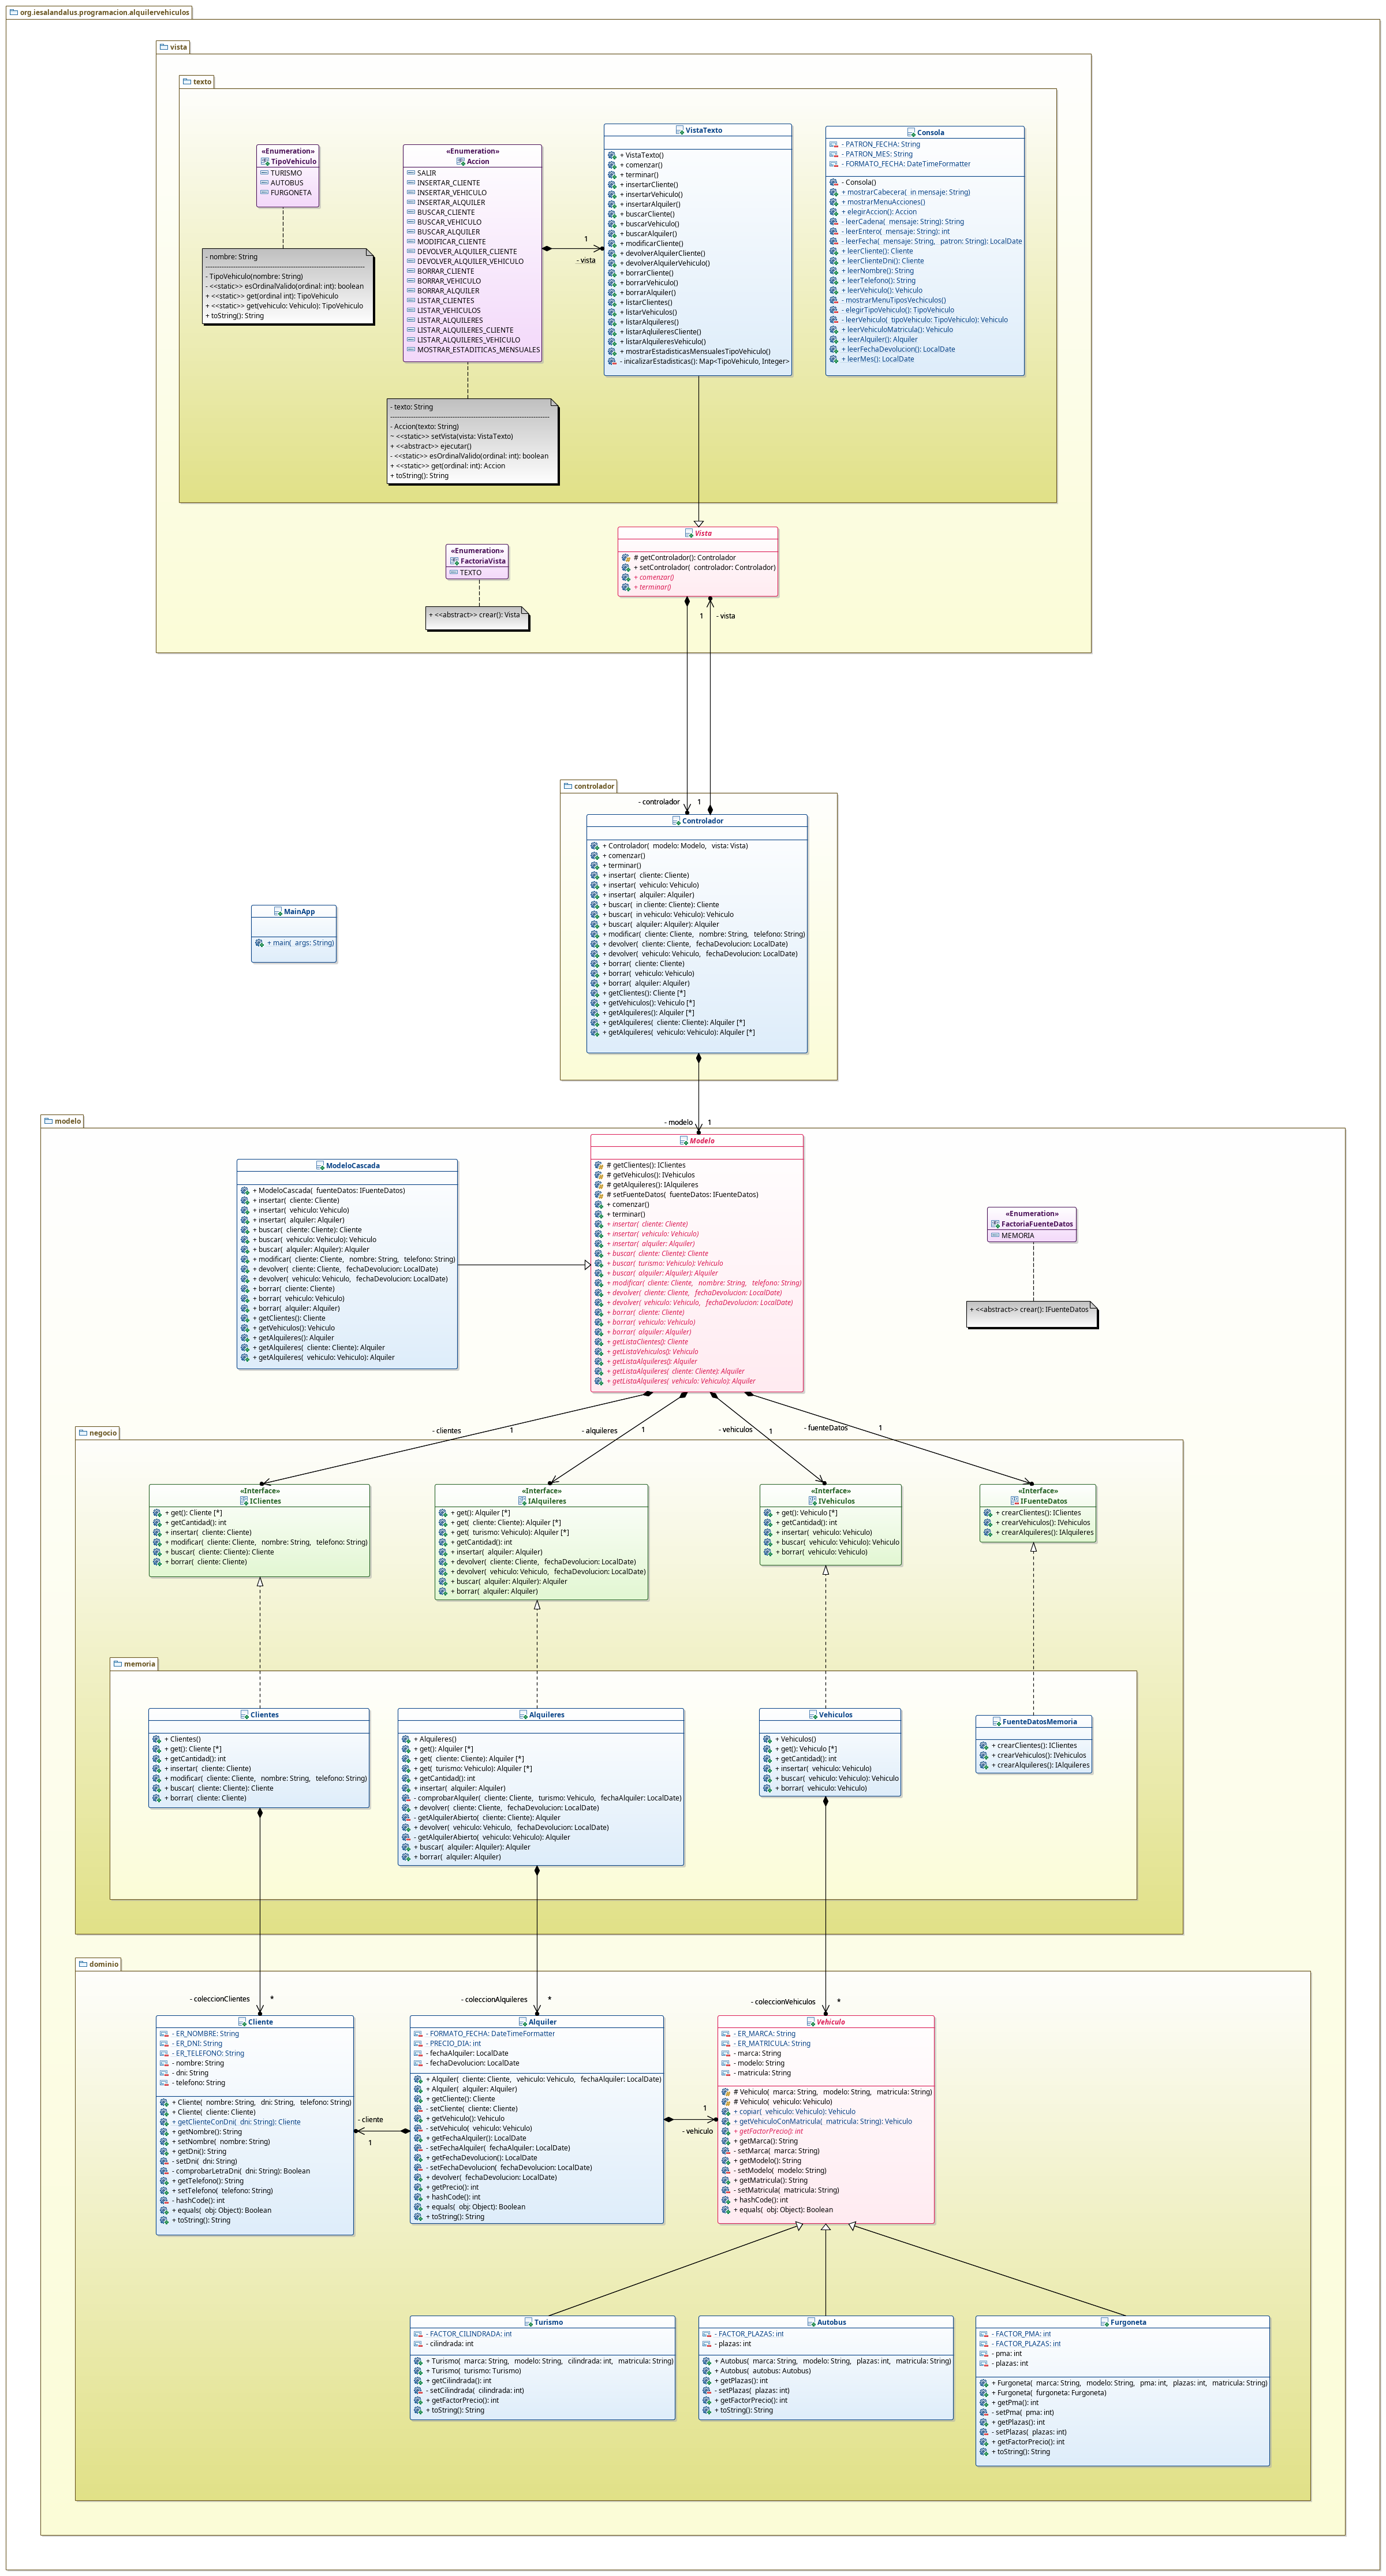 org.iesalandalus.programacion.alquilervehiculos
vista
texto
«Enumeration»
TipoVehiculo
TURISMO
AUTOBUS
FURGONETA
- nombre: String
--------------------------------------------------------------------
- TipoVehiculo(nombre: String)
- <<static>> esOrdinalValido(ordinal: int): boolean
+ <<static>> get(ordinal int): TipoVehiculo
+ <<static>> get(vehiculo: Vehiculo): TipoVehiculo
+ toString(): String
«Enumeration»
Accion
SALIR
INSERTAR_CLIENTE
INSERTAR_VEHICULO
INSERTAR_ALQUILER
BUSCAR_CLIENTE
BUSCAR_VEHICULO
BUSCAR_ALQUILER
MODIFICAR_CLIENTE
DEVOLVER_ALQUILER_CLIENTE
DEVOLVER_ALQUILER_VEHICULO
BORRAR_CLIENTE
BORRAR_VEHICULO
BORRAR_ALQUILER
LISTAR_CLIENTES
LISTAR_VEHICULOS
LISTAR_ALQUILERES
LISTAR_ALQUILERES_CLIENTE
LISTAR_ALQUILERES_VEHICULO
MOSTRAR_ESTADITICAS_MENSUALES
- texto: String
--------------------------------------------------------------------
- Accion(texto: String)
~ <<static>> setVista(vista: VistaTexto)
+ <<abstract>> ejecutar()
- <<static>> esOrdinalValido(ordinal: int): boolean
+ <<static>> get(ordinal: int): Accion
+ toString(): String
1
- vista
VistaTexto
+ VistaTexto()
+ comenzar()
+ terminar()
+ insertarCliente()
+ insertarVehiculo()
+ insertarAlquiler()
+ buscarCliente()
+ buscarVehiculo()
+ buscarAlquiler()
+ modificarCliente()
+ devolverAlquilerCliente()
+ devolverAlquilerVehiculo()
+ borrarCliente()
+ borrarVehiculo()
+ borrarAlquiler()
+ listarClientes()
+ listarVehiculos()
+ listarAlquileres()
+ listarAqluileresCliente()
+ listarAlquileresVehiculo()
+ mostrarEstadisticasMensualesTipoVehiculo()
- inicalizarEstadisticas(): Map<TipoVehiculo, Integer>
Consola
- PATRON_FECHA: String
- PATRON_MES: String
- FORMATO_FECHA: DateTimeFormatter
- Consola()
+ mostrarCabecera( in mensaje: String)
+ mostrarMenuAcciones()
+ elegirAccion(): Accion
- leerCadena( mensaje: String): String
- leerEntero( mensaje: String): int
- leerFecha( mensaje: String, patron: String): LocalDate
+ leerCliente(): Cliente
+ leerClienteDni(): Cliente
+ leerNombre(): String
+ leerTelefono(): String
+ leerVehiculo(): Vehiculo
- mostrarMenuTiposVechiculos()
- elegirTipoVehiculo(): TipoVehiculo
- leerVehiculo( tipoVehiculo: TipoVehiculo): Vehiculo
+ leerVehiculoMatricula(): Vehiculo
+ leerAlquiler(): Alquiler
+ leerFechaDevolucion(): LocalDate
+ leerMes(): LocalDate
«Enumeration»
FactoriaVista
TEXTO
+ <<abstract>> crear(): Vista
Vista
# getControlador(): Controlador
+ setControlador( controlador: Controlador)
+ comenzar()
+ terminar()
1
- vista
controlador
- controlador
1
Controlador
+ Controlador( modelo: Modelo, vista: Vista)
+ comenzar()
+ terminar()
+ insertar( cliente: Cliente)
+ insertar( vehiculo: Vehiculo)
+ insertar( alquiler: Alquiler)
+ buscar( in cliente: Cliente): Cliente
+ buscar( in vehiculo: Vehiculo): Vehiculo
+ buscar( alquiler: Alquiler): Alquiler
+ modificar( cliente: Cliente, nombre: String, telefono: String)
+ devolver( cliente: Cliente, fechaDevolucion: LocalDate)
+ devolver( vehiculo: Vehiculo, fechaDevolucion: LocalDate)
+ borrar( cliente: Cliente)
+ borrar( vehiculo: Vehiculo)
+ borrar( alquiler: Alquiler)
+ getClientes(): Cliente [*]
+ getVehiculos(): Vehiculo [*]
+ getAlquileres(): Alquiler [*]
+ getAlquileres( cliente: Cliente): Alquiler [*]
+ getAlquileres( vehiculo: Vehiculo): Alquiler [*]
MainApp
+ main( args: String)
modelo
- modelo
1
ModeloCascada
+ ModeloCascada( fuenteDatos: IFuenteDatos)
+ insertar( cliente: Cliente)
+ insertar( vehiculo: Vehiculo)
+ insertar( alquiler: Alquiler)
+ buscar( cliente: Cliente): Cliente
+ buscar( vehiculo: Vehiculo): Vehiculo
+ buscar( alquiler: Alquiler): Alquiler
+ modificar( cliente: Cliente, nombre: String, telefono: String)
+ devolver( cliente: Cliente, fechaDevolucion: LocalDate)
+ devolver( vehiculo: Vehiculo, fechaDevolucion: LocalDate)
+ borrar( cliente: Cliente)
+ borrar( vehiculo: Vehiculo)
+ borrar( alquiler: Alquiler)
+ getClientes(): Cliente
+ getVehiculos(): Vehiculo
+ getAlquileres(): Alquiler
+ getAlquileres( cliente: Cliente): Alquiler
+ getAlquileres( vehiculo: Vehiculo): Alquiler
Modelo
# getClientes(): IClientes
# getVehiculos(): IVehiculos
# getAlquileres(): IAlquileres
# setFuenteDatos( fuenteDatos: IFuenteDatos)
+ comenzar()
+ terminar()
+ insertar( cliente: Cliente)
+ insertar( vehiculo: Vehiculo)
+ insertar( alquiler: Alquiler)
+ buscar( cliente: Cliente): Cliente
+ buscar( turismo: Vehiculo): Vehiculo
+ buscar( alquiler: Alquiler): Alquiler
+ modificar( cliente: Cliente, nombre: String, telefono: String)
+ devolver( cliente: Cliente, fechaDevolucion: LocalDate)
+ devolver( vehiculo: Vehiculo, fechaDevolucion: LocalDate)
+ borrar( cliente: Cliente)
+ borrar( vehiculo: Vehiculo)
+ borrar( alquiler: Alquiler)
+ getListaClientes(): Cliente
+ getListaVehiculos(): Vehiculo
+ getListaAlquileres(): Alquiler
+ getListaAlquileres( cliente: Cliente): Alquiler
+ getListaAlquileres( vehiculo: Vehiculo): Alquiler
«Enumeration»
FactoriaFuenteDatos
MEMORIA
+ <<abstract>> crear(): IFuenteDatos
negocio
- clientes
1
- alquileres
1
- vehiculos
1
- fuenteDatos
1
«Interface»
IClientes
+ get(): Cliente [*]
+ getCantidad(): int
+ insertar( cliente: Cliente)
+ modificar( cliente: Cliente, nombre: String, telefono: String)
+ buscar( cliente: Cliente): Cliente
+ borrar( cliente: Cliente)
«Interface»
IAlquileres
+ get(): Alquiler [*]
+ get( cliente: Cliente): Alquiler [*]
+ get( turismo: Vehiculo): Alquiler [*]
+ getCantidad(): int
+ insertar( alquiler: Alquiler)
+ devolver( cliente: Cliente, fechaDevolucion: LocalDate)
+ devolver( vehiculo: Vehiculo, fechaDevolucion: LocalDate)
+ buscar( alquiler: Alquiler): Alquiler
+ borrar( alquiler: Alquiler)
«Interface»
IVehiculos
+ get(): Vehiculo [*]
+ getCantidad(): int
+ insertar( vehiculo: Vehiculo)
+ buscar( vehiculo: Vehiculo): Vehiculo
+ borrar( vehiculo: Vehiculo)
«Interface»
IFuenteDatos
+ crearClientes(): IClientes
+ crearVehiculos(): IVehiculos
+ crearAlquileres(): IAlquileres
memoria
Clientes
+ Clientes()
+ get(): Cliente [*]
+ getCantidad(): int
+ insertar( cliente: Cliente)
+ modificar( cliente: Cliente, nombre: String, telefono: String)
+ buscar( cliente: Cliente): Cliente
+ borrar( cliente: Cliente)
Alquileres
+ Alquileres()
+ get(): Alquiler [*]
+ get( cliente: Cliente): Alquiler [*]
+ get( turismo: Vehiculo): Alquiler [*]
+ getCantidad(): int
+ insertar( alquiler: Alquiler)
- comprobarAlquiler( cliente: Cliente, turismo: Vehiculo, fechaAlquiler: LocalDate)
+ devolver( cliente: Cliente, fechaDevolucion: LocalDate)
- getAlquilerAbierto( cliente: Cliente): Alquiler
+ devolver( vehiculo: Vehiculo, fechaDevolucion: LocalDate)
- getAlquilerAbierto( vehiculo: Vehiculo): Alquiler
+ buscar( alquiler: Alquiler): Alquiler
+ borrar( alquiler: Alquiler)
Vehiculos
+ Vehiculos()
+ get(): Vehiculo [*]
+ getCantidad(): int
+ insertar( vehiculo: Vehiculo)
+ buscar( vehiculo: Vehiculo): Vehiculo
+ borrar( vehiculo: Vehiculo)
FuenteDatosMemoria
+ crearClientes(): IClientes
+ crearVehiculos(): IVehiculos
+ crearAlquileres(): IAlquileres
dominio
- coleccionClientes
*
- coleccionAlquileres
*
- coleccionVehiculos
*
Cliente
- ER_NOMBRE: String
- ER_DNI: String
- ER_TELEFONO: String
- nombre: String
- dni: String
- telefono: String
+ Cliente( nombre: String, dni: String, telefono: String)
+ Cliente( cliente: Cliente)
+ getClienteConDni( dni: String): Cliente
+ getNombre(): String
+ setNombre( nombre: String)
+ getDni(): String
- setDni( dni: String)
- comprobarLetraDni( dni: String): Boolean
+ getTelefono(): String
+ setTelefono( telefono: String)
- hashCode(): int
+ equals( obj: Object): Boolean
+ toString(): String
- cliente
1
Alquiler
- FORMATO_FECHA: DateTimeFormatter
- PRECIO_DIA: int
- fechaAlquiler: LocalDate
- fechaDevolucion: LocalDate
+ Alquiler( cliente: Cliente, vehiculo: Vehiculo, fechaAlquiler: LocalDate)
+ Alquiler( alquiler: Alquiler)
+ getCliente(): Cliente
- setCliente( cliente: Cliente)
+ getVehiculo(): Vehiculo
- setVehiculo( vehiculo: Vehiculo)
+ getFechaAlquiler(): LocalDate
- setFechaAlquiler( fechaAlquiler: LocalDate)
+ getFechaDevolucion(): LocalDate
- setFechaDevolucion( fechaDevolucion: LocalDate)
+ devolver( fechaDevolucion: LocalDate)
+ getPrecio(): int
+ hashCode(): int
+ equals( obj: Object): Boolean
+ toString(): String
1
- vehiculo
Vehiculo
- ER_MARCA: String
- ER_MATRICULA: String
- marca: String
- modelo: String
- matricula: String
# Vehiculo( marca: String, modelo: String, matricula: String)
# Vehiculo( vehiculo: Vehiculo)
+ copiar( vehiculo: Vehiculo): Vehiculo
+ getVehiculoConMatricula( matricula: String): Vehiculo
+ getFactorPrecio(): int
+ getMarca(): String
- setMarca( marca: String)
+ getModelo(): String
- setModelo( modelo: String)
+ getMatricula(): String
- setMatricula( matricula: String)
+ hashCode(): int
+ equals( obj: Object): Boolean
Turismo
- FACTOR_CILINDRADA: int
- cilindrada: int
+ Turismo( marca: String, modelo: String, cilindrada: int, matricula: String)
+ Turismo( turismo: Turismo)
+ getCilindrada(): int
- setCilindrada( cilindrada: int)
+ getFactorPrecio(): int
+ toString(): String
Autobus
- FACTOR_PLAZAS: int
- plazas: int
+ Autobus( marca: String, modelo: String, plazas: int, matricula: String)
+ Autobus( autobus: Autobus)
+ getPlazas(): int
- setPlazas( plazas: int)
+ getFactorPrecio(): int
+ toString(): String
Furgoneta
- FACTOR_PMA: int
- FACTOR_PLAZAS: int
- pma: int
- plazas: int
+ Furgoneta( marca: String, modelo: String, pma: int, plazas: int, matricula: String)
+ Furgoneta( furgoneta: Furgoneta)
+ getPma(): int
- setPma( pma: int)
+ getPlazas(): int
- setPlazas( plazas: int)
+ getFactorPrecio(): int
+ toString(): String